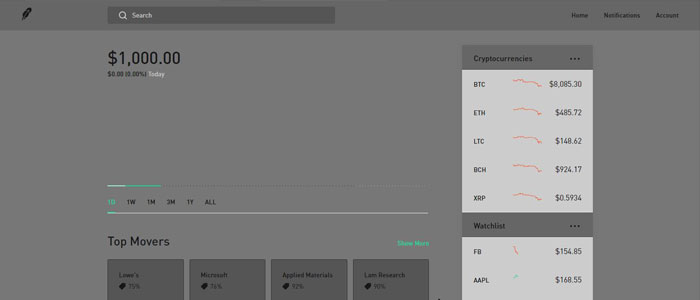 Search
Home Notifications Account
$1,000.00
$0.00 (0.00%) Today
1D 1W 1M 3M 1Y ALL
Top Movers
Show More
Lowe's
75%
Microsoft
76%
Applied Materials
92%
Lam Research
90%
Cryptocurrencies
BTC $8,085.30
ETH $485.72
LTC $148.62
BCH $924.17
XRP $0.5934
Watchlist
FB $154.85
AAPL $168.55